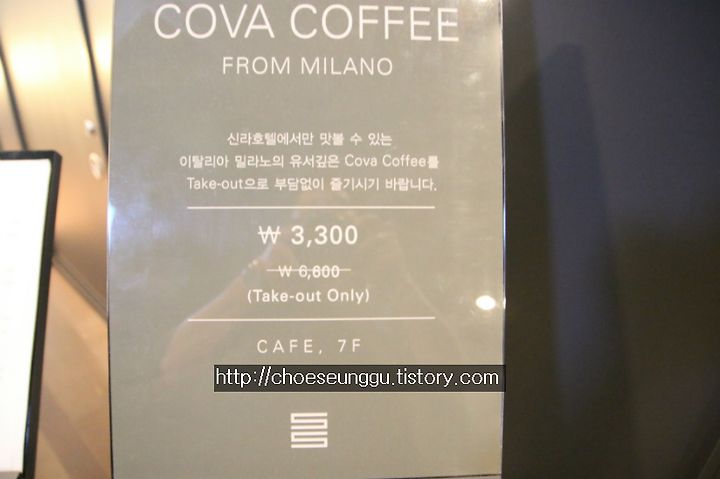 COVA COFFEE
FROM MILANO
신라호텔에서만 맛볼 수 있는
이탈리아 밀라노의 유서깊은 Cova Coffee를
Take-out으로 부담없이 즐기시기 바랍니다.
₩ 3,300
₩ 6,600
(Take-out Only)
CAFE, 7F
http://choeseunggu.tistory.com